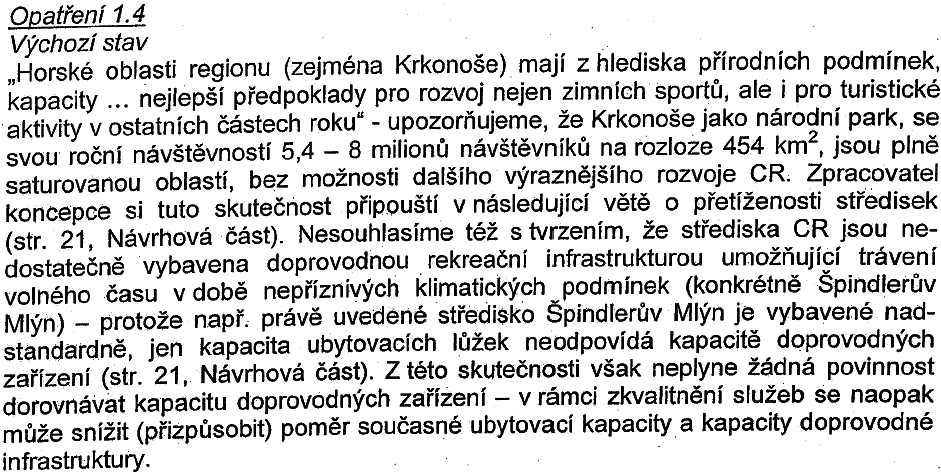 Opatření 1.4
Výchozí stav
„Horské oblasti regionu (zejména Krkonoše) mají z hlediska přírodních podmínek,
kapacity ... nejlepší předpoklady pro rozvoj nejen zimních sportů, ale i pro turistické
aktivity v ostatních částech roku“ - upozorňujeme, že Krkonoše jako národní park, se
svou roční návštěvností 5,4 – 8 milionů návštěvníků na rozloze 454 km², jsou plně
saturovanou oblastí, bez možnosti dalšího výraznějšího rozvoje CR. Zpracovatel
koncepce si tuto skutečnost připouští v následující větě o přetíženosti středisek
(str. 21, Návrhová část). Nesouhlasíme též s tvrzením, že střediska CR jsou ne-
dostatečně vybavena doprovodnou rekreační infrastrukturou umožňující trávení
volného času v době nepříznivých klimatických podmínek (konkrétně Špindlerův
Mlýn) – protože např. právě uvedené středisko Špindlerův Mlýn je vybavené nad-
standardně, jen kapacita ubytovacích lůžek neodpovídá kapacitě doprovodných
zařízení (str. 21, Návrhová část). Z této skutečnosti však neplyne žádná povinnost
dorovnávat kapacitu doprovodných zařízení – v rámci zkvalitnění služeb se naopak
může snížit (přizpůsobit) poměr současné ubytovací kapacity a kapacity doprovodné
infrastruktury.